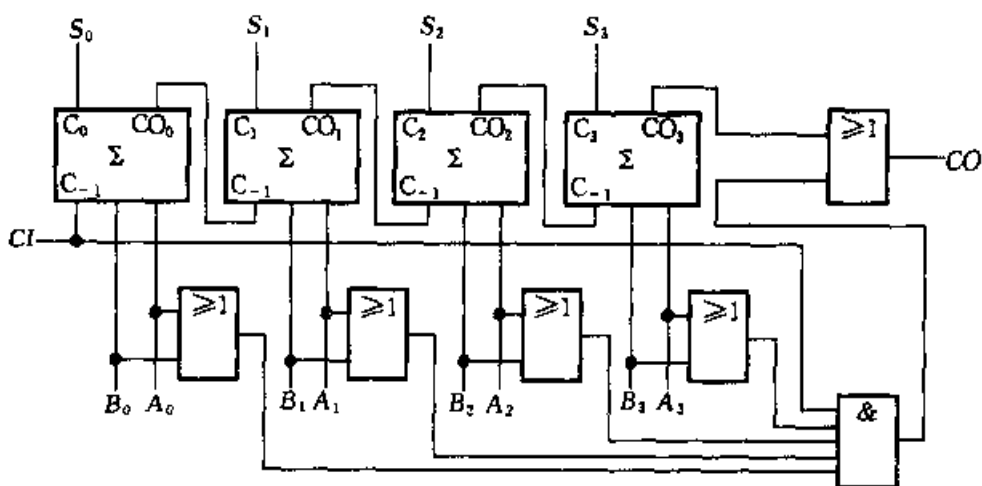 S₀ S₁ S₂ S₃
C₀ CO₀ C₁ CO₁ C₂ CO₂ C₃ CO₃ ≥1
Σ Σ Σ Σ CO
C₋₁ C₋₁ C₋₁ C₋₁
CI
≥1 ≥1 ≥1 ≥1
B₀ A₀ B₁ A₁ B₂ A₂ B₃ A₃ &